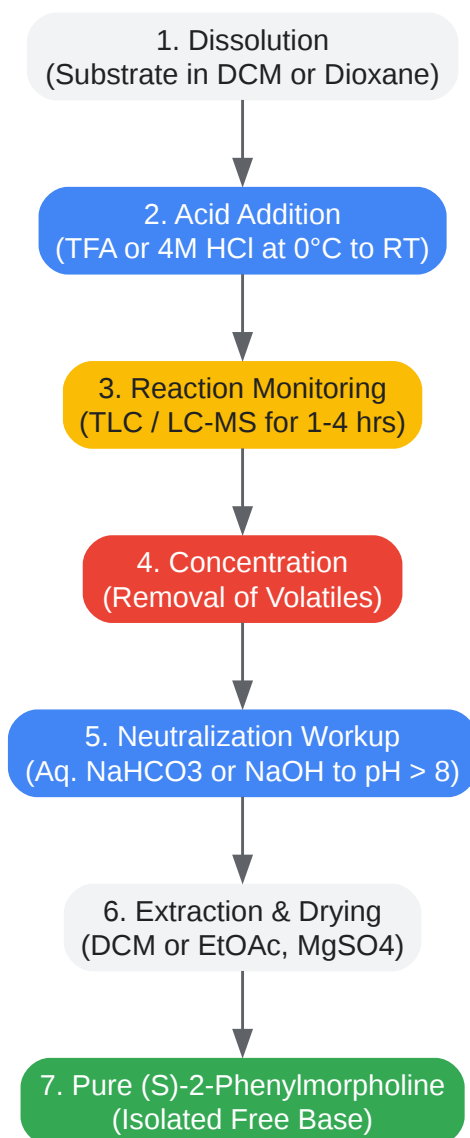 1. Dissolution
(Substrate in DCM or Dioxane)
2. Acid Addition
(TFA or 4M HCl at 0°C to RT)
3. Reaction Monitoring
(TLC / LC-MS for 1-4 hrs)
4. Concentration
(Removal of Volatiles)
5. Neutralization Workup
(Aq. NaHCO3 or NaOH to pH > 8)
6. Extraction & Drying
(DCM or EtOAc, MgSO4)
7. Pure (S)-2-Phenylmorpholine
(Isolated Free Base)